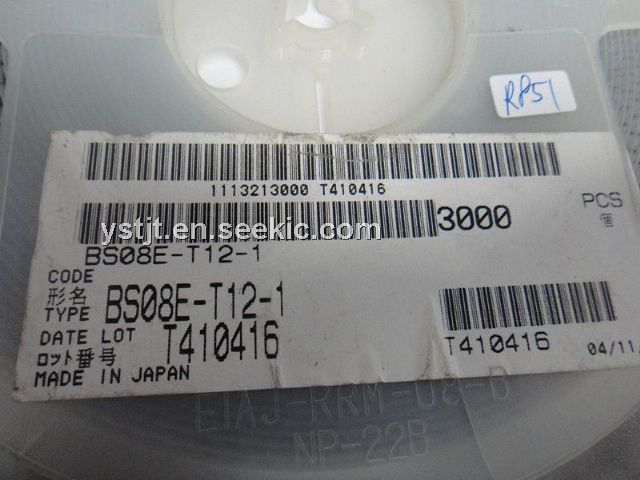 R851
1113213000 T410416
3000 PCS
個
ystjt.en.seekic.com
BS08E-T12-1
CODE
形名
TYPE BS08E-T12-1
DATE LOT T410416
ロット番号
T410416 04/11/
MADE IN JAPAN
EIAJ-RRM-08-B
NP-22B